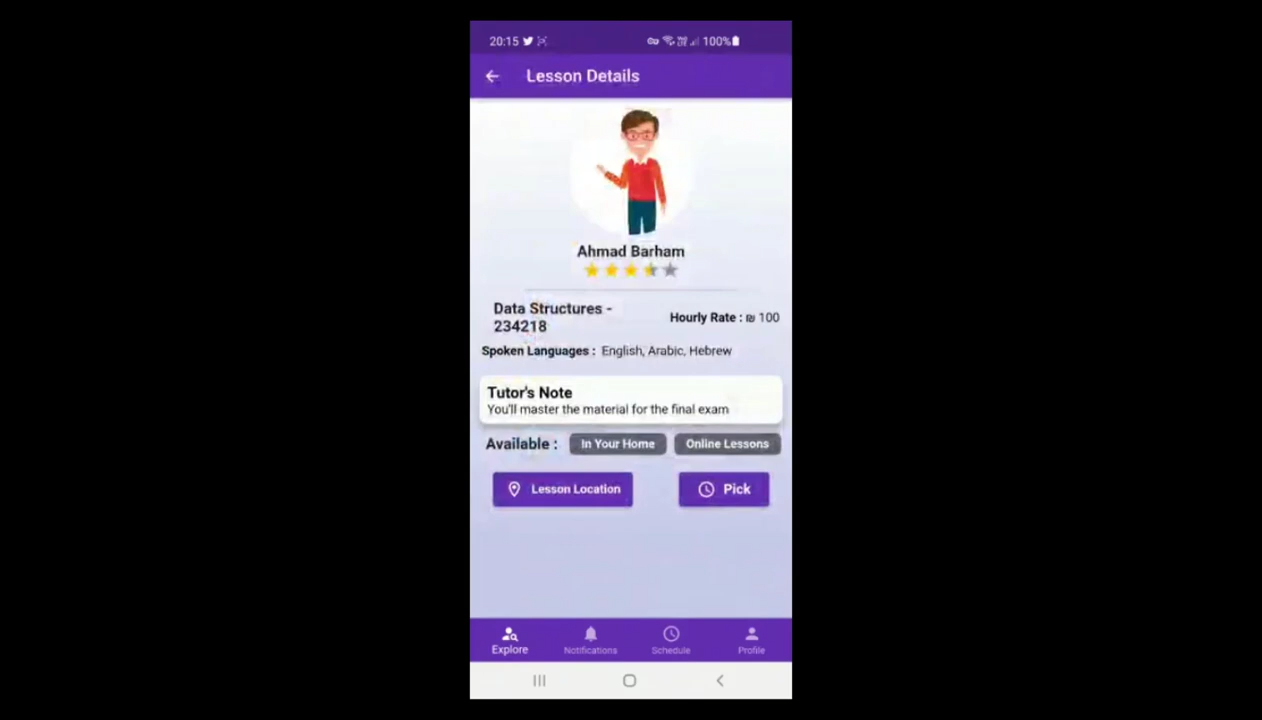 20:15 100%
Lesson Details
Ahmad Barham
Data Structures -
234218
Hourly Rate : ₪ 100
Spoken Languages : English, Arabic, Hebrew
Tutor's Note
You'll master the material for the final exam
Available : In Your Home Online Lessons
Lesson Location Pick
Explore Notifications Schedule Profile